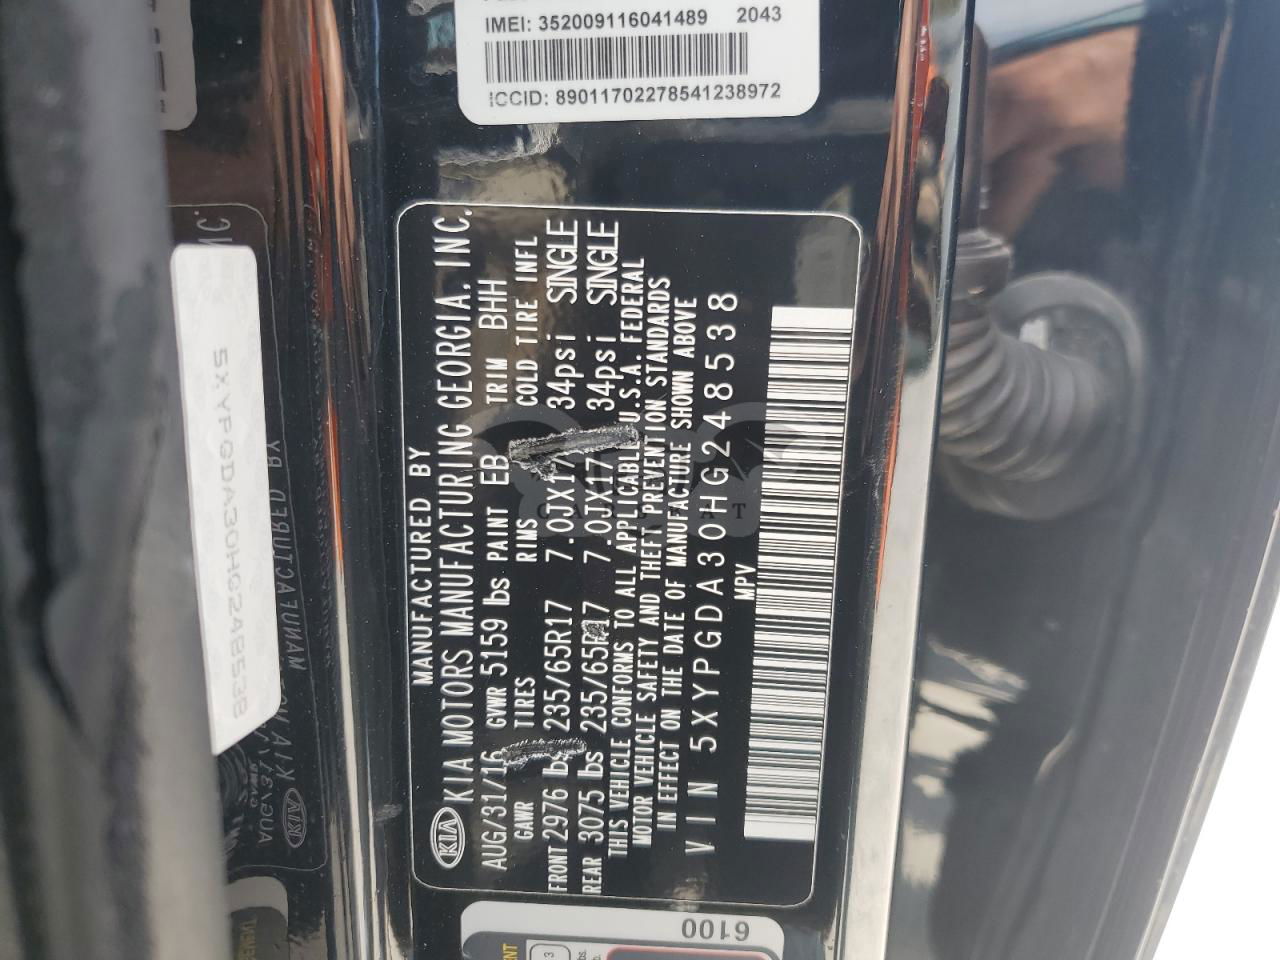 IMEI: 352009116041489 2043
ICCID: 89011702278541238972
MANUFACTURED BY
KIA KIA MOTORS MANUFACTURING GEORGIA, INC.
AUG/31/16 GVWR 5159 lbs PAINT EB TRIM BHH
GAWR TIRES RIMS COLD TIRE INFL
FRONT 2976 lbs 235/65R17 7.0JX17 34psi SINGLE
REAR 3075 lbs 235/65R17 7.0JX17 34psi SINGLE
THIS VEHICLE CONFORMS TO ALL APPLICABLE U.S.A. FEDERAL
MOTOR VEHICLE SAFETY AND THEFT PREVENTION STANDARDS
IN EFFECT ON THE DATE OF MANUFACTURE SHOWN ABOVE
VIN 5XYPGDA30HG248538
MPV
5XYPGDA30HG248538
6100